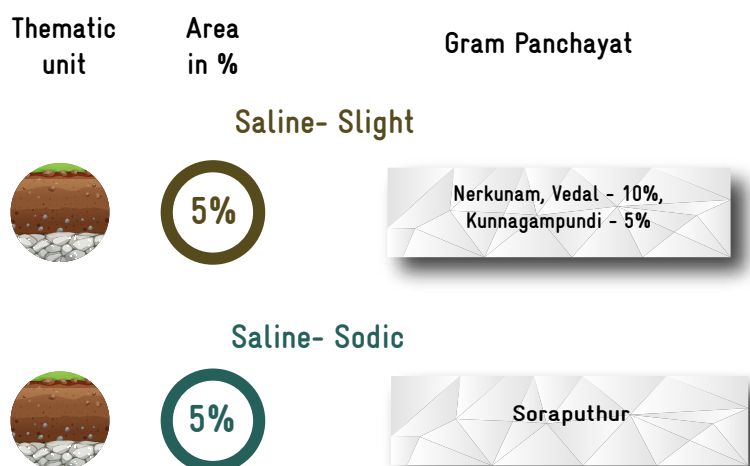 Thematic unit
Area in %
Gram Panchayat
Saline- Slight
5%
Nerkunam, Vedal - 10%,
Kunnagampundi - 5%
Saline- Sodic
5%
Soraputhur